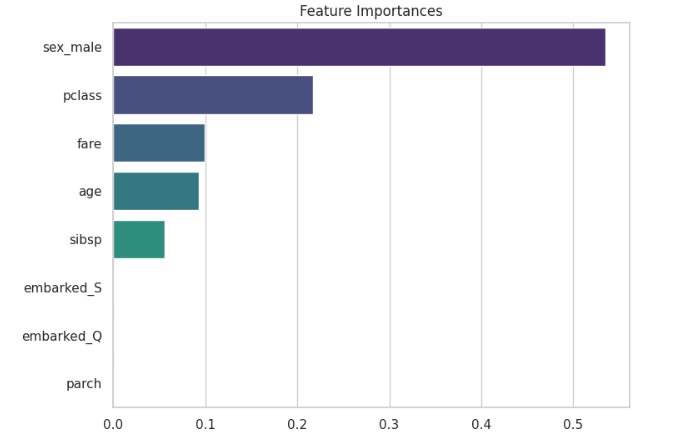 Feature Importances
sex_male
pclass
fare
age
sibsp
embarked_S
embarked_Q
parch
0.0 0.1 0.2 0.3 0.4 0.5